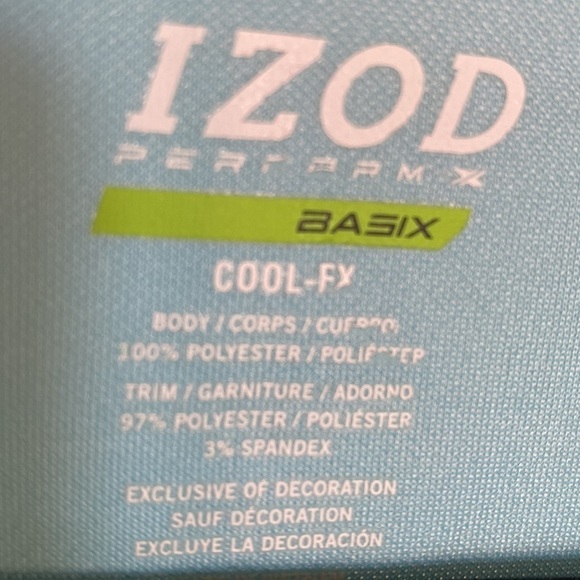 IZOD
PERFORM X
BASIX
COOL-FX
BODY / CORPS /
100% POLYESTER /
TRIM / GARNITURE / ADORNO
97% POLYESTER / POLIÉSTER
3% SPANDEX
EXCLUSIVE OF DECORATION
SAUF DÉCORATION
EXCLUYE LA DECORACIÓN